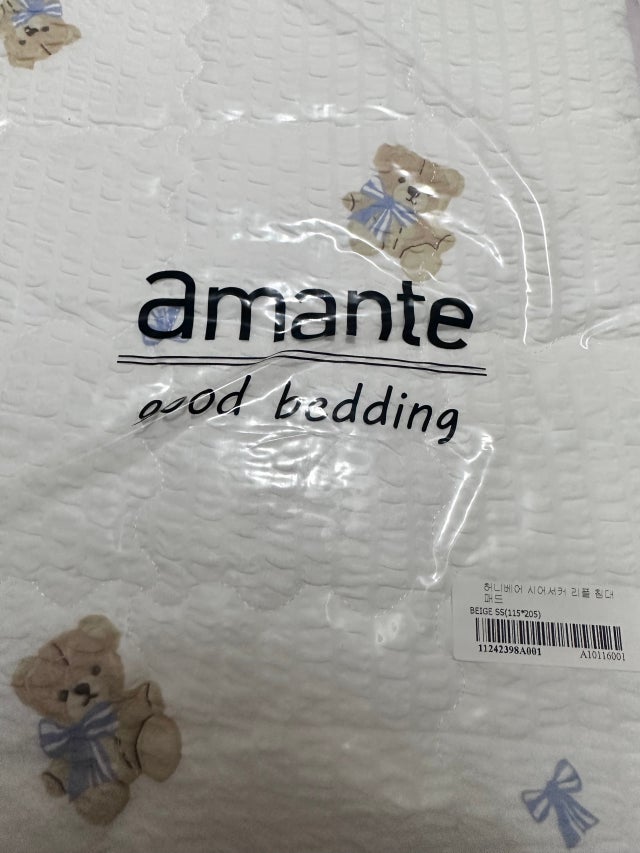 amante
good bedding
허니베어 시어서커 리플 침대
패드
BEIGE SS(115*205)
11242398A001 A10116001